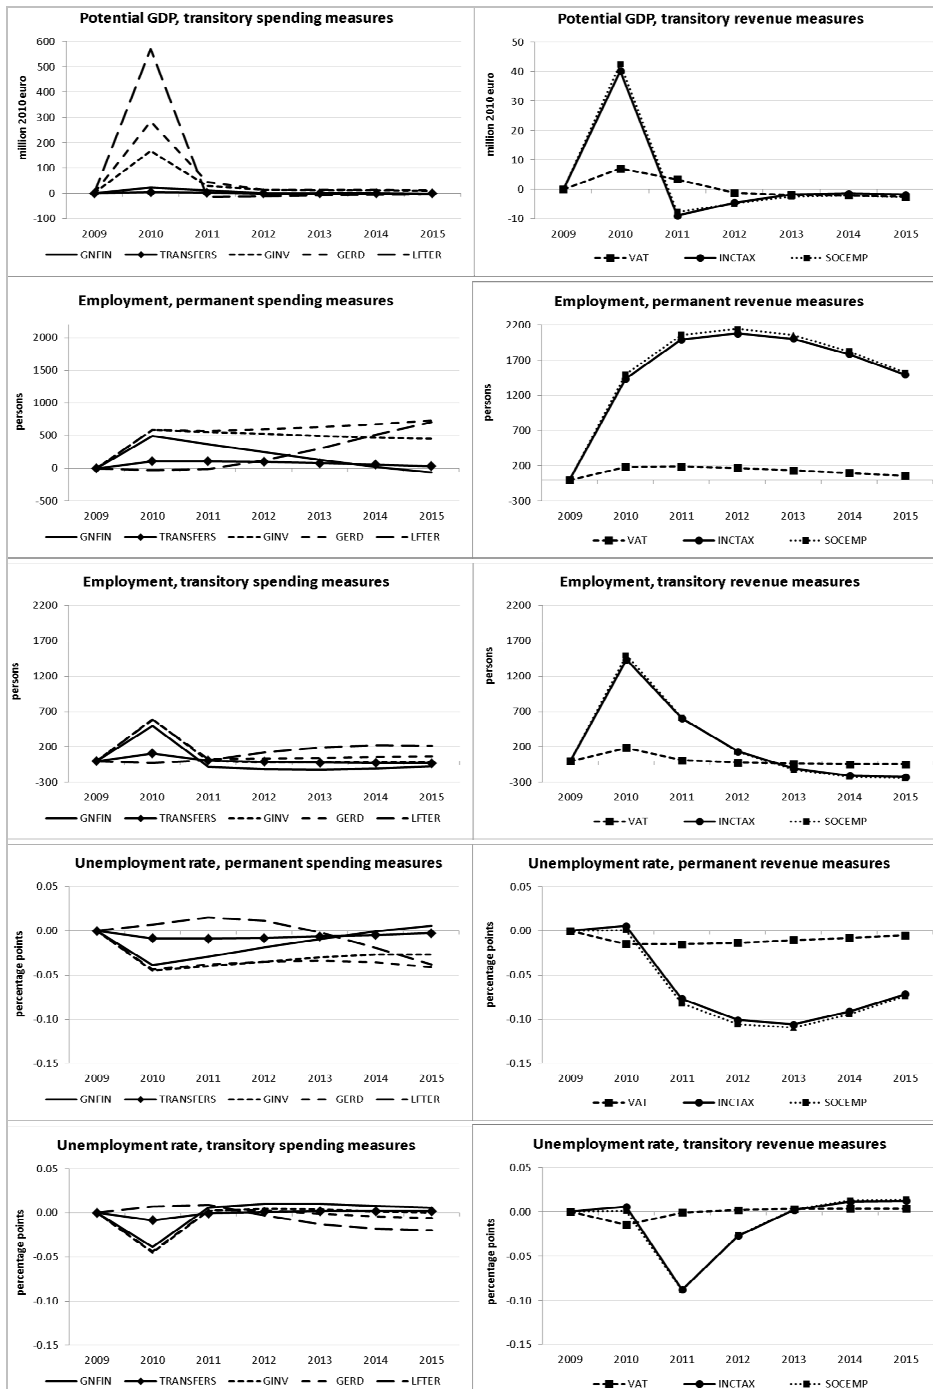 Potential GDP, transitory spending measures
million 2010 euro
600
500
400
300
200
100
0
-100
2009 2010 2011 2012 2013 2014 2015
GNFIN TRANSFERS GINV GERD LFTER
Potential GDP, transitory revenue measures
million 2010 euro
50
40
30
20
10
0
-10
2009 2010 2011 2012 2013 2014 2015
VAT INCTAX SOCEMP
Employment, permanent spending measures
persons
2000
1500
1000
500
0
-500
2009 2010 2011 2012 2013 2014 2015
GNFIN TRANSFERS GINV GERD LFTER
Employment, permanent revenue measures
persons
2200
1700
1200
700
200
-300
2009 2010 2011 2012 2013 2014 2015
VAT INCTAX SOCEMP
Employment, transitory spending measures
persons
2200
1700
1200
700
200
-300
2009 2010 2011 2012 2013 2014 2015
GNFIN TRANSFERS GINV GERD LFTER
Employment, transitory revenue measures
persons
2200
1700
1200
700
200
-300
2009 2010 2011 2012 2013 2014 2015
VAT INCTAX SOCEMP
Unemployment rate, permanent spending measures
percentage points
0.05
0.00
-0.05
-0.10
-0.15
2009 2010 2011 2012 2013 2014 2015
GNFIN TRANSFERS GINV GERD LFTER
Unemployment rate, permanent revenue measures
percentage points
0.05
0.00
-0.05
-0.10
-0.15
2009 2010 2011 2012 2013 2014 2015
VAT INCTAX SOCEMP
Unemployment rate, transitory spending measures
percentage points
0.05
0.00
-0.05
-0.10
-0.15
2009 2010 2011 2012 2013 2014 2015
GNFIN TRANSFERS GINV GERD LFTER
Unemployment rate, transitory revenue measures
percentage points
0.05
0.00
-0.05
-0.10
-0.15
2009 2010 2011 2012 2013 2014 2015
VAT INCTAX SOCEMP